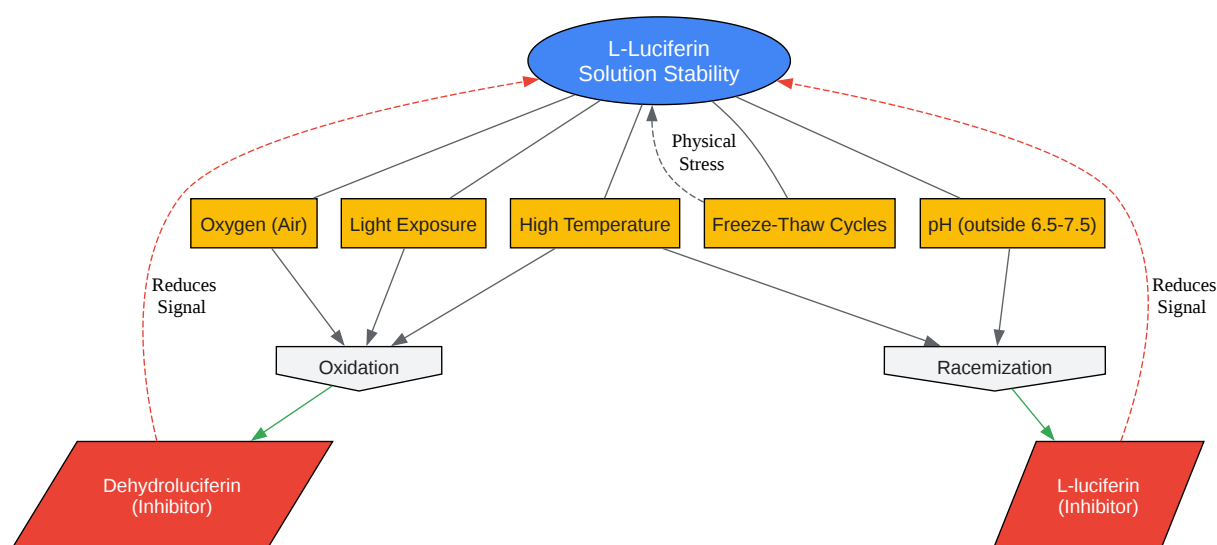 L-Luciferin
Solution Stability
Physical
Stress
Oxygen (Air)
Light Exposure
High Temperature
Freeze-Thaw Cycles
pH (outside 6.5-7.5)
Reduces
Signal
Reduces
Signal
Oxidation
Racemization
Dehydroluciferin
(Inhibitor)
L-luciferin
(Inhibitor)